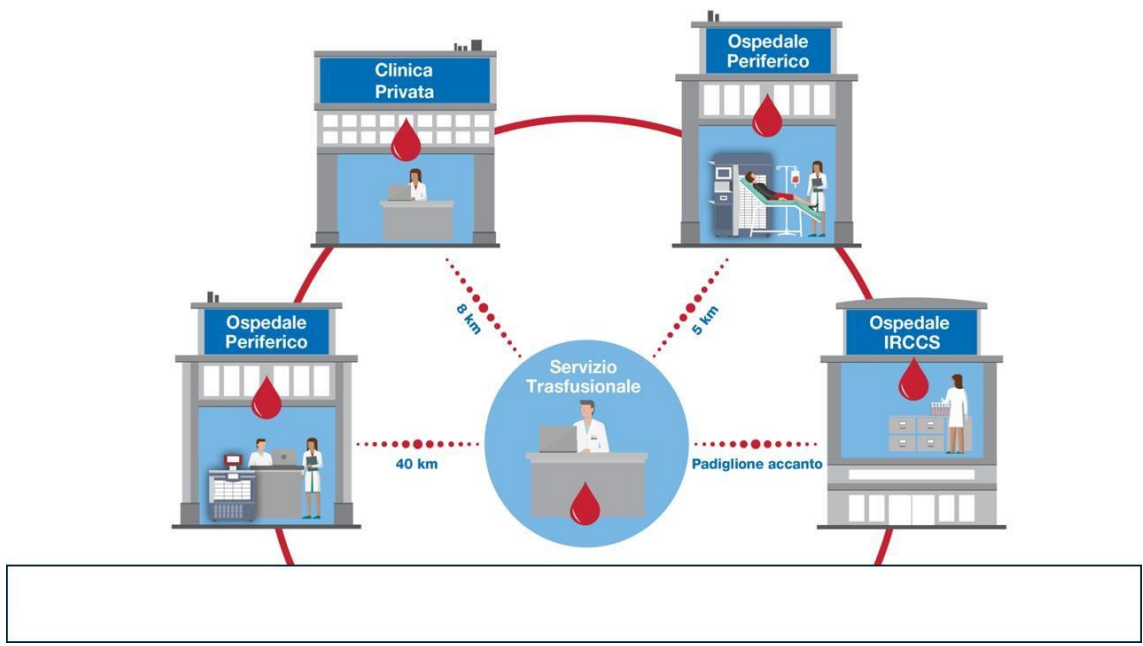 Clinica
Privata
Ospedale
Periferico
8 km
5 km
Ospedale
Periferico
Servizio
Trasfusionale
Ospedale
IRCCS
40 km
Padiglione accanto